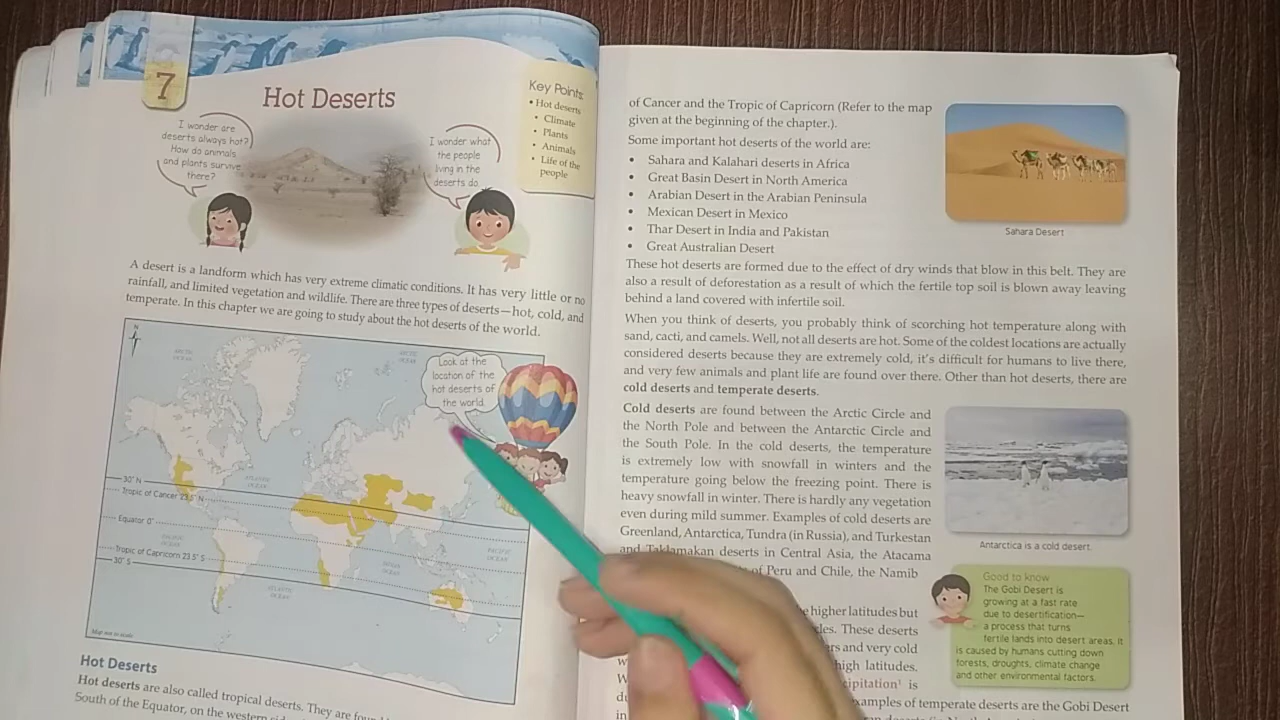 7
Hot Deserts
Key Points
• Hot deserts
• Climate
• Plants
• Animals
• Life of the
people
I wonder are
deserts always hot?
How do animals
and plants survive
there?
I wonder what
the people
living in the
deserts do.
A desert is a landform which has very extreme climatic conditions. It has very little or no
rainfall, and limited vegetation and wildlife. There are three types of deserts—hot, cold, and
temperate. In this chapter we are going to study about the hot deserts of the world.
N
ARCTIC
OCEAN
ARCTIC
OCEAN
Look at the
location of the
hot deserts of
the world.
ATLANTIC
OCEAN
30° N
Tropic of Cancer 23.5° N
Equator 0°
PACIFIC
OCEAN
PACIFIC
OCEAN
INDIAN
OCEAN
Tropic of Capricorn 23.5° S
30° S
ATLANTIC
OCEAN
Map not to scale
Hot Deserts
Hot deserts are also called tropical deserts. They are
South of the Equator, on the western
of Cancer and the Tropic of Capricorn (Refer to the map
given at the beginning of the chapter.).
Some important hot deserts of the world are:
• Sahara and Kalahari deserts in Africa
• Great Basin Desert in North America
• Arabian Desert in the Arabian Peninsula
• Mexican Desert in Mexico
• Thar Desert in India and Pakistan
• Great Australian Desert
Sahara Desert
These hot deserts are formed due to the effect of dry winds that blow in this belt. They are
also a result of deforestation as a result of which the fertile top soil is blown away leaving
behind a land covered with infertile soil.
When you think of deserts, you probably think of scorching hot temperature along with
sand, cacti, and camels. Well, not all deserts are hot. Some of the coldest locations are actually
considered deserts because they are extremely cold, it's difficult for humans to live there,
and very few animals and plant life are found over there. Other than hot deserts, there are
cold deserts and temperate deserts.
Cold deserts are found between the Arctic Circle and
the North Pole and between the Antarctic Circle and
the South Pole. In the cold deserts, the temperature
is extremely low with snowfall in winters and the
temperature going below the freezing point. There is
heavy snowfall in winter. There is hardly any vegetation
even during mild summer. Examples of cold deserts are
Greenland, Antarctica, Tundra (in Russia), and Turkestan
and Taklamakan deserts in Central Asia, the Atacama
of Peru and Chile, the Namib
Antarctica is a cold desert.
higher latitudes but
These deserts
and very cold
high latitudes.
is
examples of temperate deserts are the Gobi Desert
Good to know
The Gobi Desert is
growing at a fast rate
due to desertification—
a process that turns
fertile lands into desert areas. It
is caused by humans cutting down
forests, droughts, climate change
and other environmental factors.